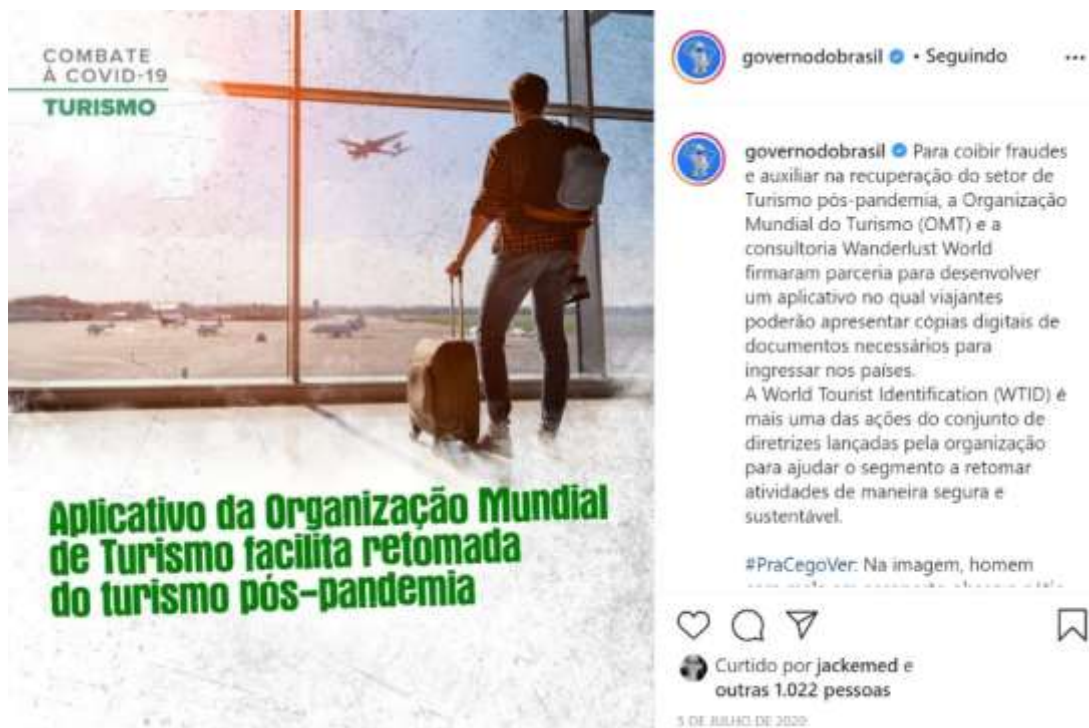 COMBATE
À COVID-19
TURISMO
Aplicativo da Organização Mundial
de Turismo facilita retomada
do turismo pós-pandemia
governodobrasil • Seguindo
governodobrasil Para coibir fraudes
e auxiliar na recuperação do setor de
Turismo pós-pandemia, a Organização
Mundial do Turismo (OMT) e a
consultoria Wanderlust World
firmaram parceria para desenvolver
um aplicativo no qual viajantes
poderão apresentar cópias digitais de
documentos necessários para
ingressar nos países.
A World Tourist Identification (WTID) é
mais uma das ações do conjunto de
diretrizes lançadas pela organização
para ajudar o segmento a retomar
atividades de maneira segura e
sustentável.
#PraCegoVer: Na imagem, homem
Curtido por jackemed e
outras 1.022 pessoas
5 DE JULHO DE 2020